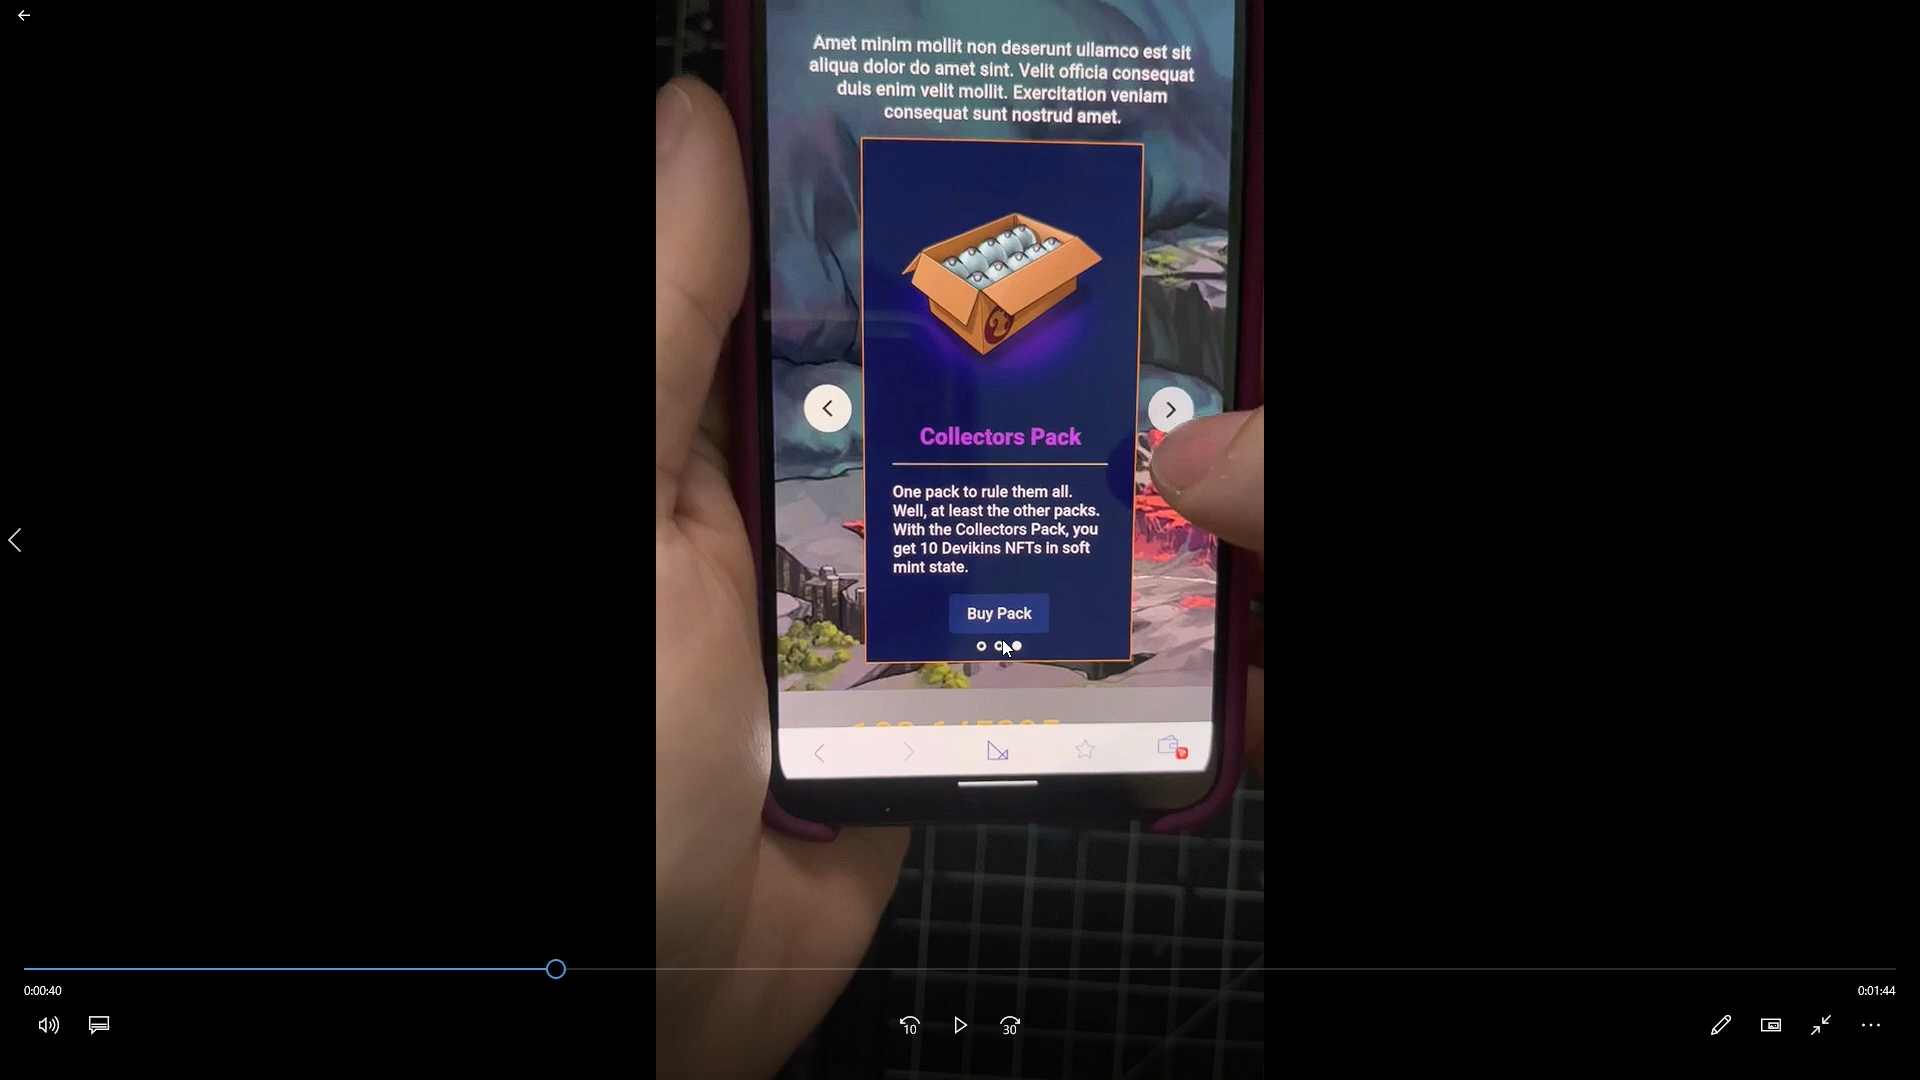 Amet minim mollit non deserunt ullamco est sit
aliqua dolor do amet sint. Velit officia consequat
duis enim velit mollit. Exercitation veniam
consequat sunt nostrud amet.
Collectors Pack
One pack to rule them all.
Well, at least the other packs.
With the Collectors Pack, you
get 10 Devikins NFTs in soft
mint state.
Buy Pack
0:00:40
0:01:44
10
30